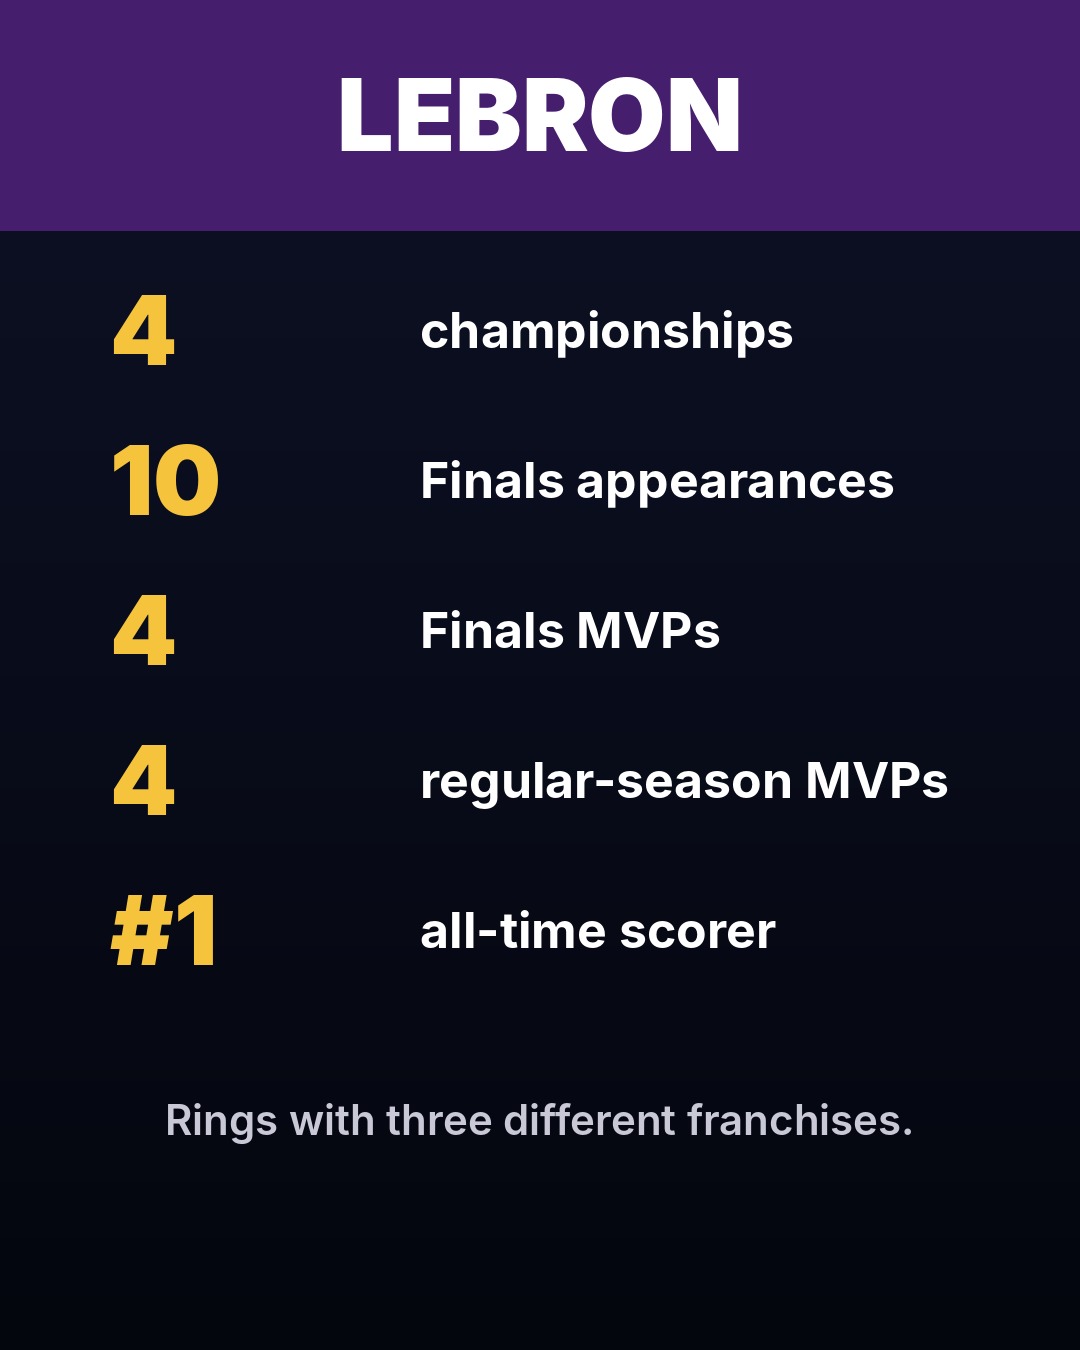 LEBRON
4 championships
10 Finals appearances
4 Finals MVPs
4 regular-season MVPs
#1 all-time scorer
Rings with three different franchises.